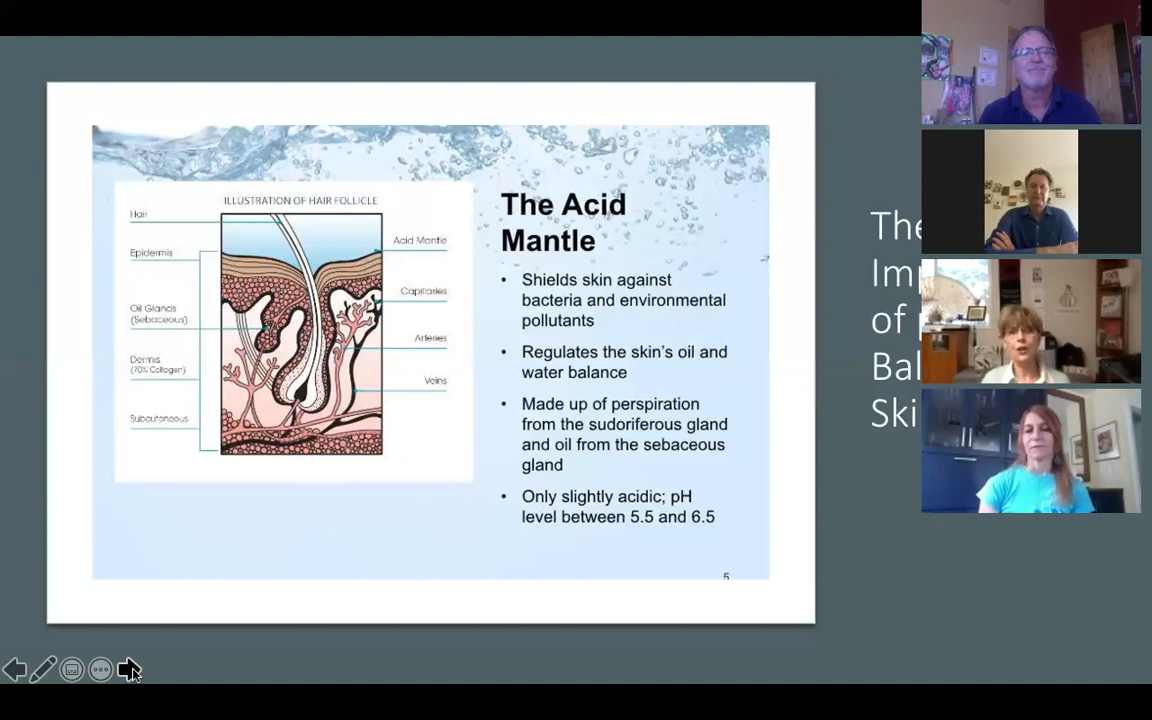 ILLUSTRATION OF HAIR FOLLICLE
Hair
Epidermis
Oil Glands
(Sebaceous)
Dermis
(70% Collagen)
Subcutaneous
Acid Mantle
Capillaries
Arteries
Veins
The Acid
Mantle
• Shields skin against
bacteria and environmental
pollutants
• Regulates the skin's oil and
water balance
• Made up of perspiration
from the sudoriferous gland
and oil from the sebaceous
gland
• Only slightly acidic; pH
level between 5.5 and 6.5
5
The
of